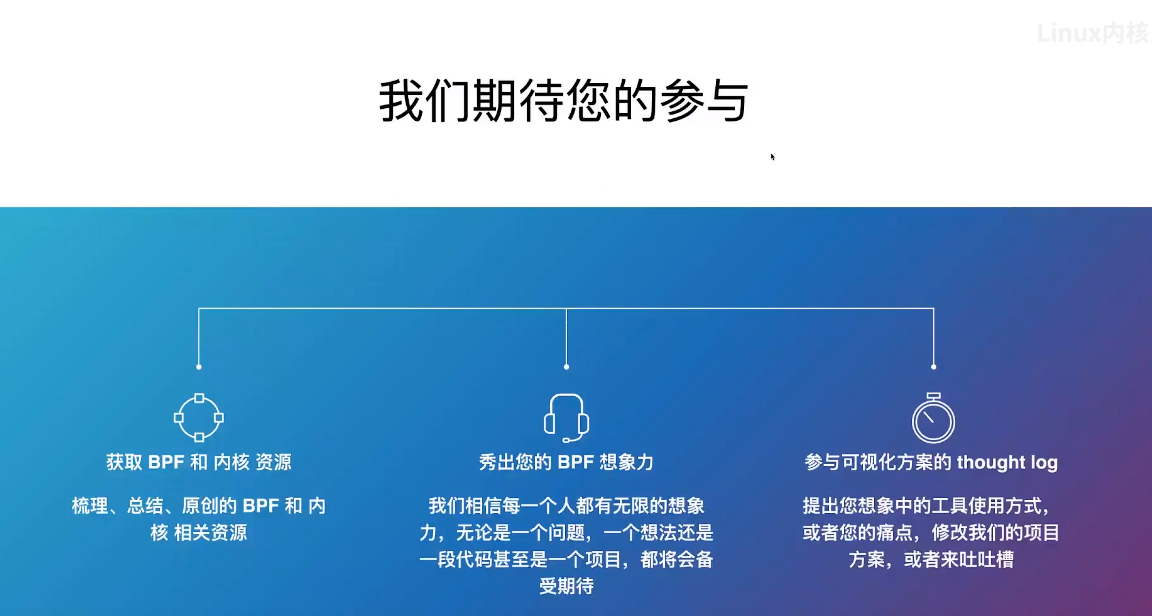 Linux内核
我们期待您的参与
获取 BPF 和 内核 资源
梳理、总结、原创的 BPF 和 内
核 相关资源
秀出您的 BPF 想象力
我们相信每一个人都有无限的想象
力，无论是一个问题，一个想法还是
一段代码甚至是一个项目，都将会备
受期待
参与可视化方案的 thought log
提出您想象中的工具使用方式，
或者您的痛点，修改我们的项目
方案，或者来吐吐槽